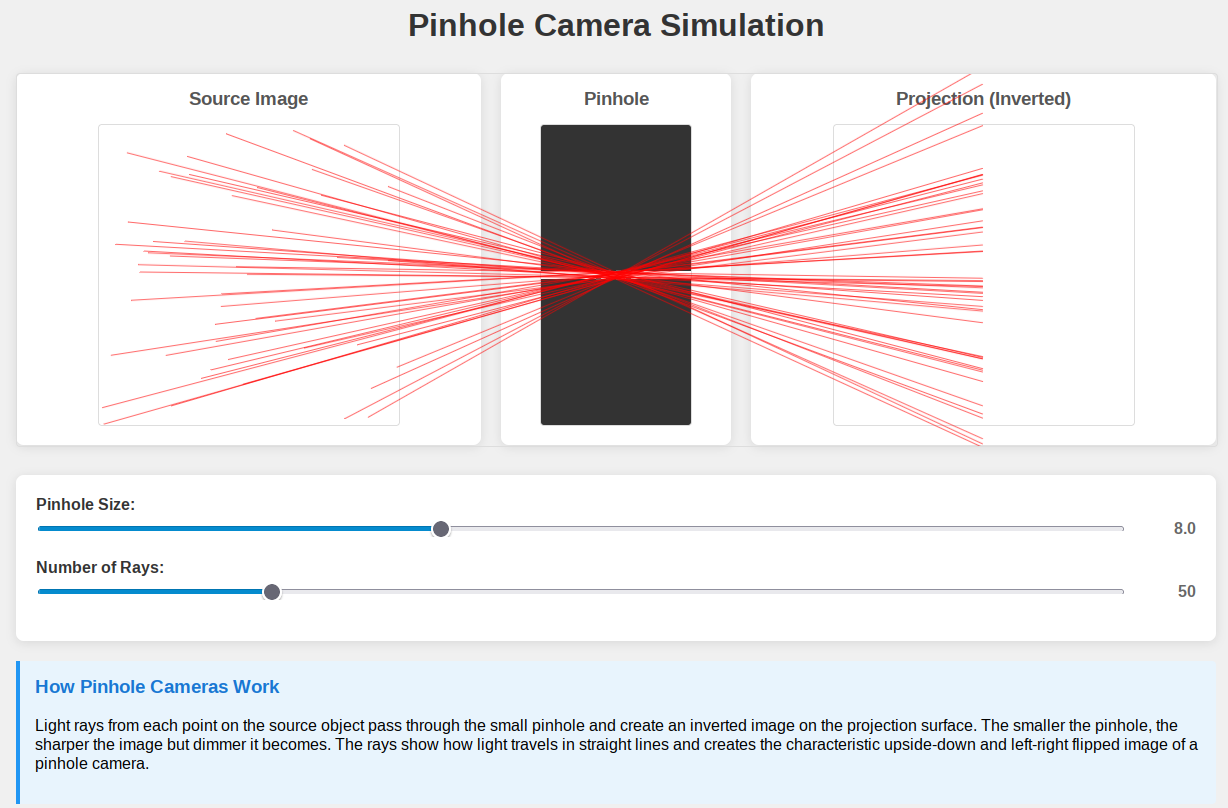 Pinhole Camera Simulation
Source Image
Pinhole
Projection (Inverted)
Pinhole Size:
8.0
Number of Rays:
50
How Pinhole Cameras Work
Light rays from each point on the source object pass through the small pinhole and create an inverted image on the projection surface. The smaller the pinhole, the
sharper the image but dimmer it becomes. The rays show how light travels in straight lines and creates the characteristic upside-down and left-right flipped image of a
pinhole camera.